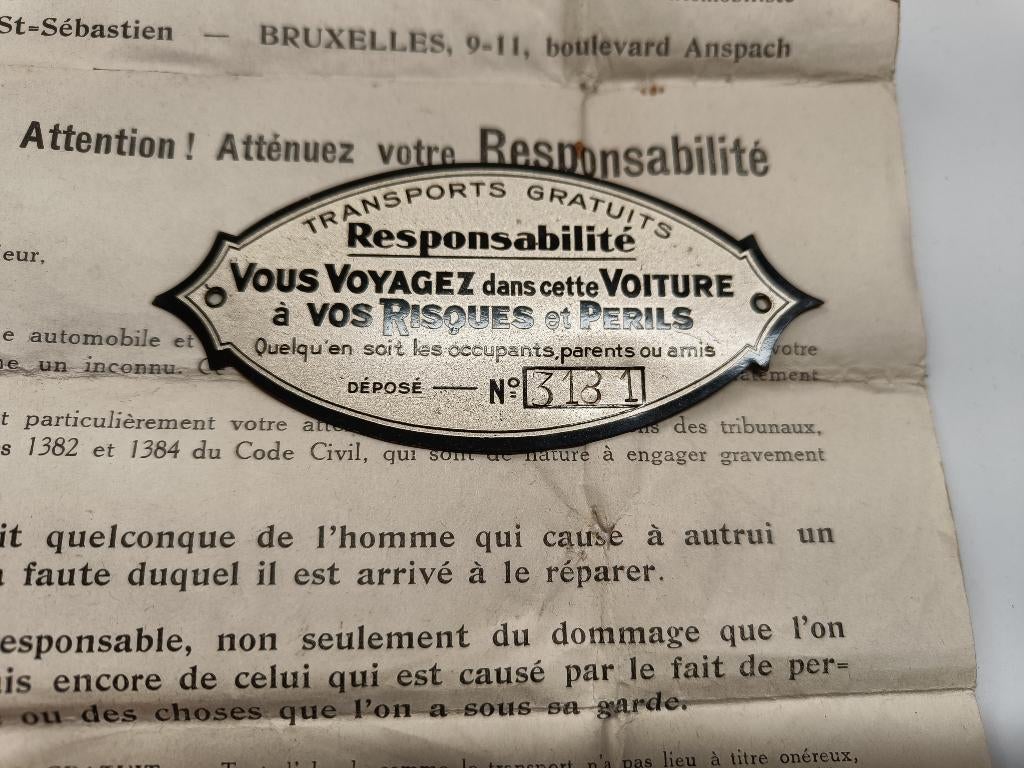 St=Sébastien — BRUXELLES, 9-11, boulevard Anspach
Attention ! Atténuez votre Responsabilité
TRANSPORTS GRATUITS
Responsabilité
VOUS VOYAGEZ dans cette VOITURE
à VOS RISQUES et PERILS
Quelqu'en soit les occupants, parents ou amis
DÉPOSÉ — No: 3131
eur,
e automobile et votre
un inconnu.
t particulièrement votre des tribunaux,
s 1382 et 1384 du Code Civil, qui sont de nature à engager gravement
it quelconque de l'homme qui cause à autrui un
faute duquel il est arrivé à le réparer.
esponsable, non seulement du dommage que l'on
is encore de celui qui est causé par le fait de per=
ou des choses que l'on a sous sa garde.
transport n'a pas lieu à titre onéreux,